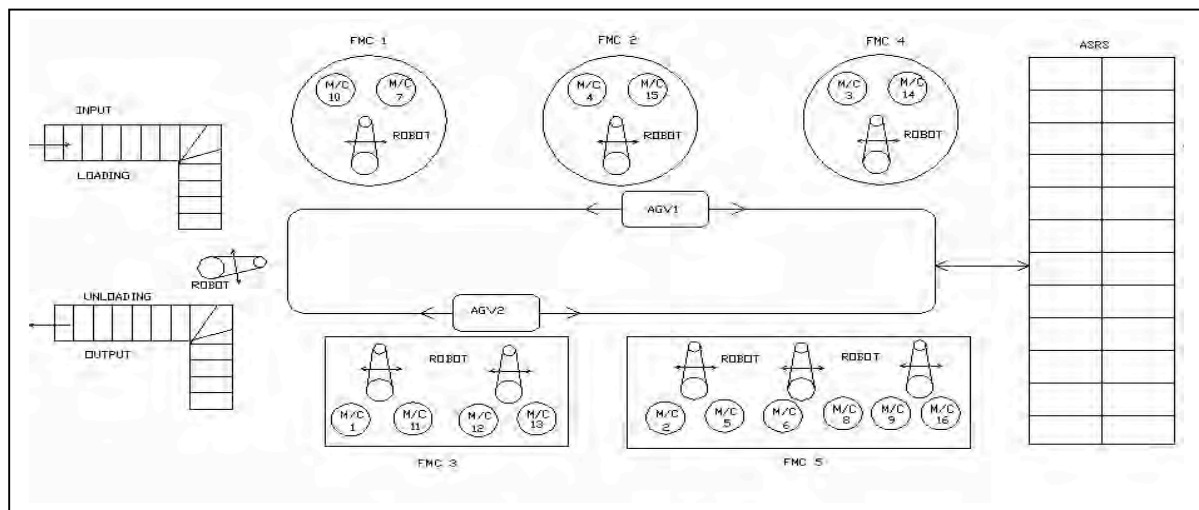 FMC 1
FMC 2
FMC 4
ASRS
M/C
10
M/C
7
M/C
4
M/C
15
M/C
3
M/C
14
INPUT
ROBOT
ROBOT
ROBOT
LOADING
AGV1
ROBOT
UNLOADING
AGV2
OUTPUT
ROBOT
ROBOT
ROBOT
M/C
1
M/C
11
M/C
12
M/C
13
M/C
2
M/C
5
M/C
6
M/C
8
M/C
9
M/C
16
FMC 3
FMC 5